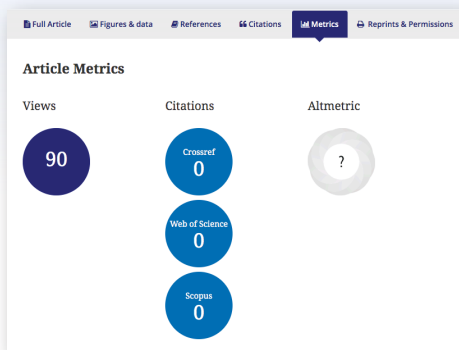 Full Article Figures & data References Citations Metrics Reprints & Permissions
Article Metrics
Views Citations Altmetric
90
Crossref
0
?
Web of Science
0
Scopus
0